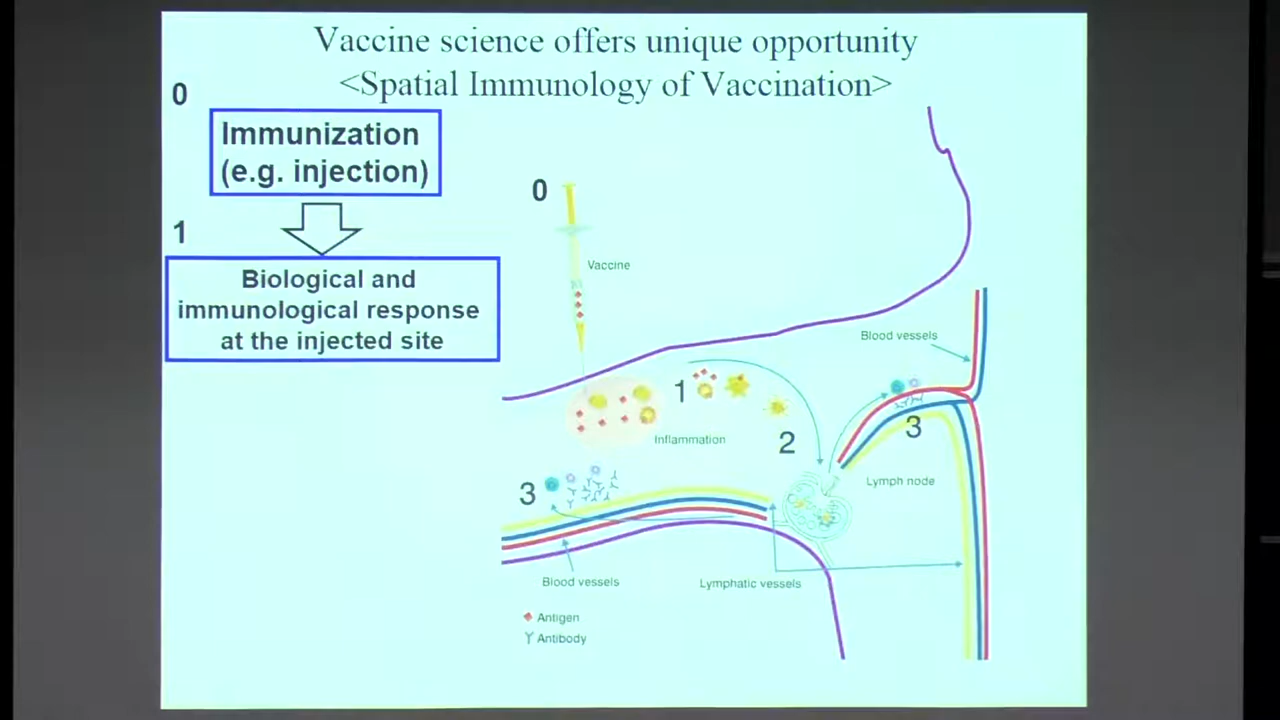 Vaccine science offers unique opportunity
<Spatial Immunology of Vaccination>
0
Immunization
(e.g. injection)
1
Biological and
immunological response
at the injected site
0
Vaccine
Blood vessels
1
Inflammation
2
3
Lymph node
3
Blood vessels
Lymphatic vessels
Antigen
Antibody